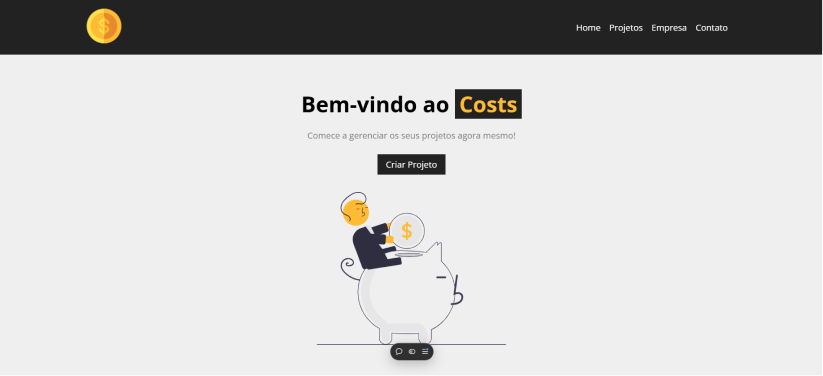 $
Home Projetos Empresa Contato
Bem-vindo ao Costs
Comece a gerenciar os seus projetos agora mesmo!
Criar Projeto
$